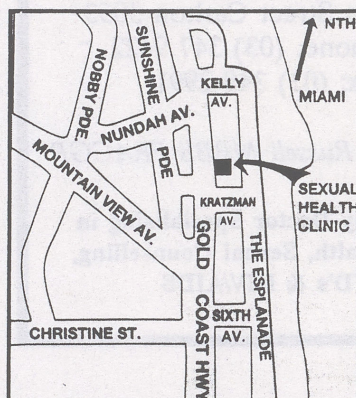 NTH
MIAMI
SUNSHINE
PDE
NOBBY PDE.
NUNDAH AV.
MOUNTAIN VIEW AV.
KELLY
AV.
SEXUAL
HEALTH
CLINIC
KRATZMAN
AV.
GOLD COAST HWY
THE ESPLANADE
SIXTH
AV.
CHRISTINE ST.